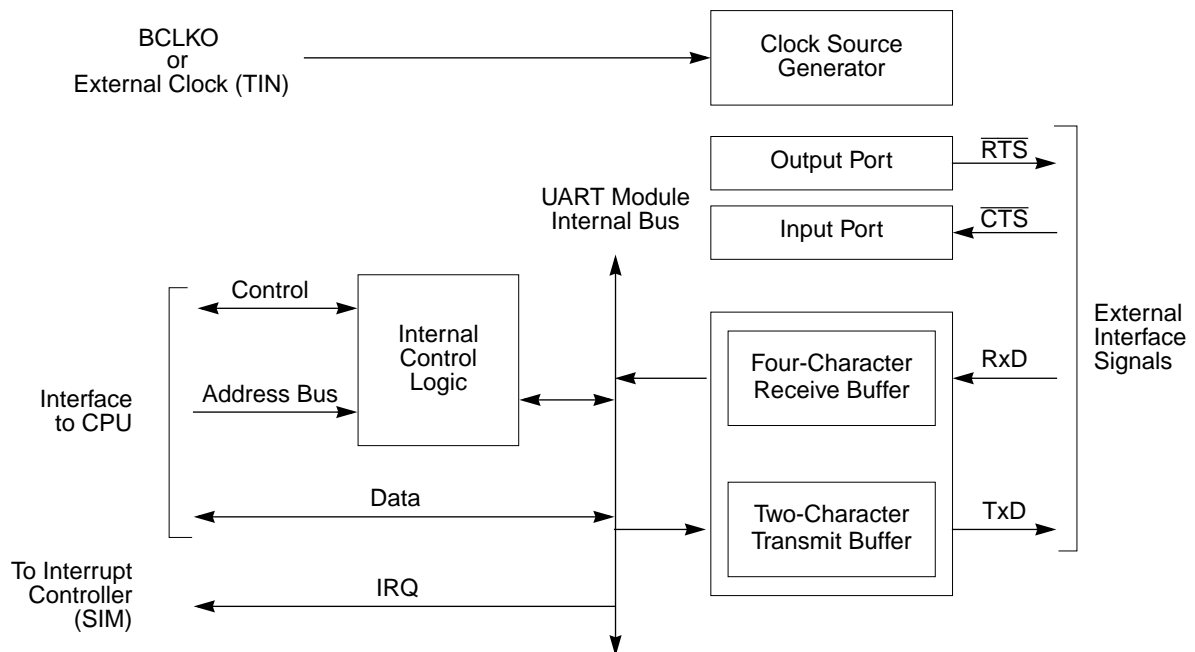 BCLKO
or
External Clock (TIN)
Clock Source
Generator
Output Port
RTS
UART Module
Internal Bus
Input Port
CTS
Control
Internal
Control
Logic
Address Bus
Interface
to CPU
Four-Character
Receive Buffer
RxD
External
Interface
Signals
Data
Two-Character
Transmit Buffer
TxD
To Interrupt
Controller
(SIM)
IRQ